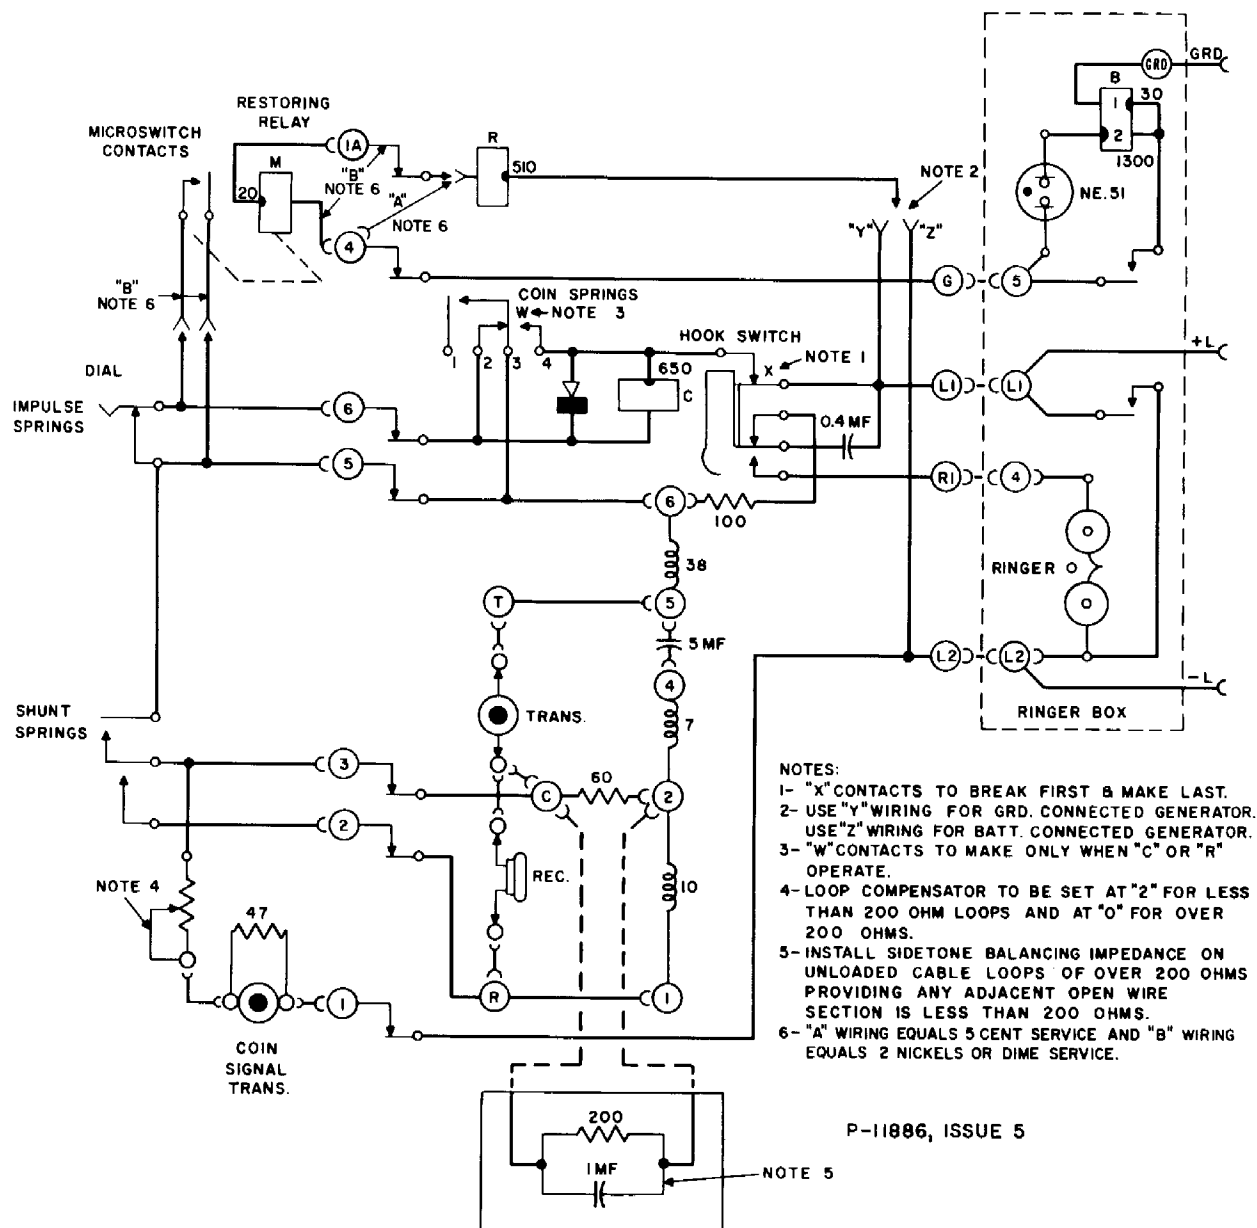 GRD
GRD
B
1
30
2
1300
RESTORING
RELAY
MICROSWITCH
CONTACTS
1A
R
M
"B"
510
20
NOTE 6
"A"
NOTE 6
NOTE 2
NE.51
4
"Y"
"Z"
"B"
NOTE 6
G
5
COIN SPRINGS
W NOTE 3
HOOK SWITCH
+L
1
2
3
4
650
X
NOTE 1
C
L1
L1
DIAL
IMPULSE
SPRINGS
6
0.4MF
5
6
100
R1
4
38
RINGER
T
5
5MF
L2
L2
4
-L
SHUNT
SPRINGS
TRANS.
7
RINGER BOX
3
C
60
2
2
REC.
10
NOTE 4
47
R
1
1
COIN
SIGNAL
TRANS.
NOTES:
1- "X" CONTACTS TO BREAK FIRST & MAKE LAST.
2- USE "Y" WIRING FOR GRD. CONNECTED GENERATOR.
USE "Z" WIRING FOR BATT. CONNECTED GENERATOR.
3- "W" CONTACTS TO MAKE ONLY WHEN "C" OR "R"
OPERATE.
4- LOOP COMPENSATOR TO BE SET AT "2" FOR LESS
THAN 200 OHM LOOPS AND AT "0" FOR OVER
200 OHMS.
5- INSTALL SIDETONE BALANCING IMPEDANCE ON
UNLOADED CABLE LOOPS OF OVER 200 OHMS
PROVIDING ANY ADJACENT OPEN WIRE
SECTION IS LESS THAN 200 OHMS.
6- "A" WIRING EQUALS 5 CENT SERVICE AND "B" WIRING
EQUALS 2 NICKELS OR DIME SERVICE.
200
1MF
NOTE 5
P-11886, ISSUE 5